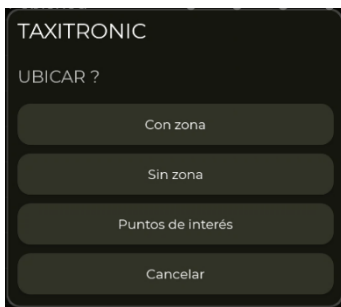 TAXITRONIC
UBICAR ?
Con zona
Sin zona
Puntos de interés
Cancelar